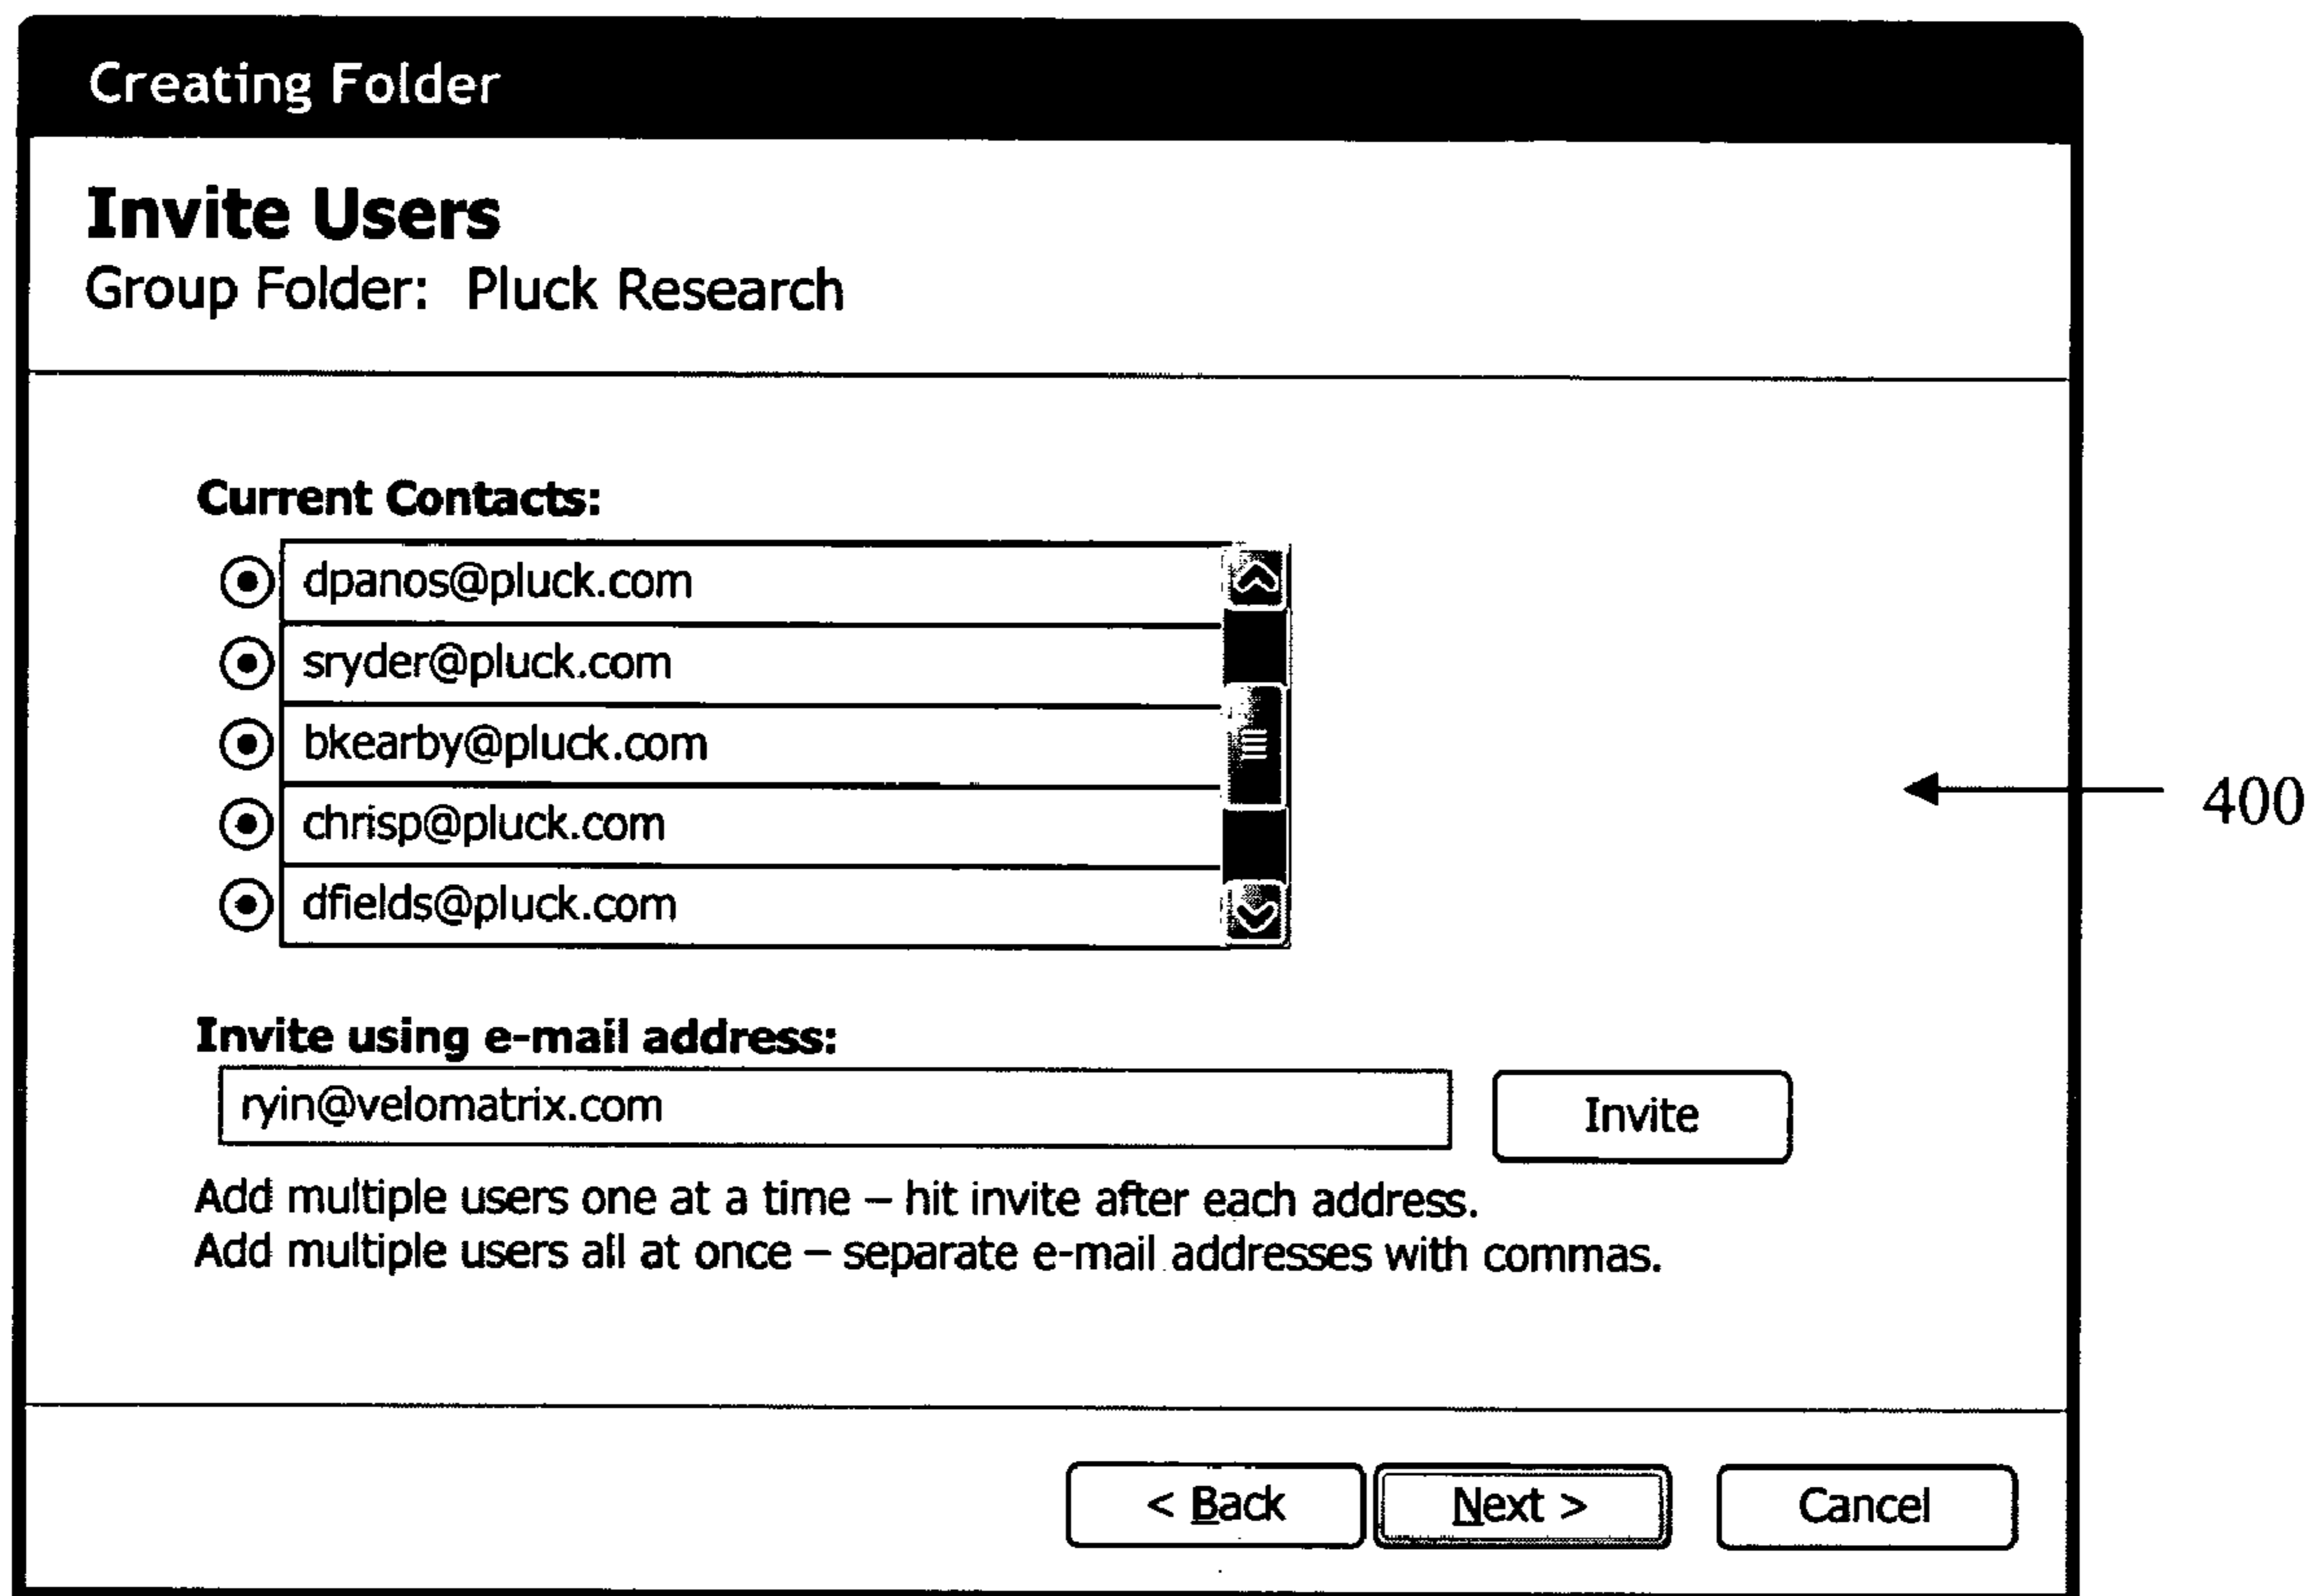 Creating Folder
Invite Users
Group Folder: Pluck Research
Current Contacts:
dpanos@pluck.com
sryder@pluck.com
bkearby@pluck.com
chrisp@pluck.com
dfields@pluck.com
400
Invite using e-mail address:
ryin@velomatrix.com
Invite
Add multiple users one at a time – hit invite after each address.
Add multiple users all at once – separate e-mail addresses with commas.
< Back
Next >
Cancel